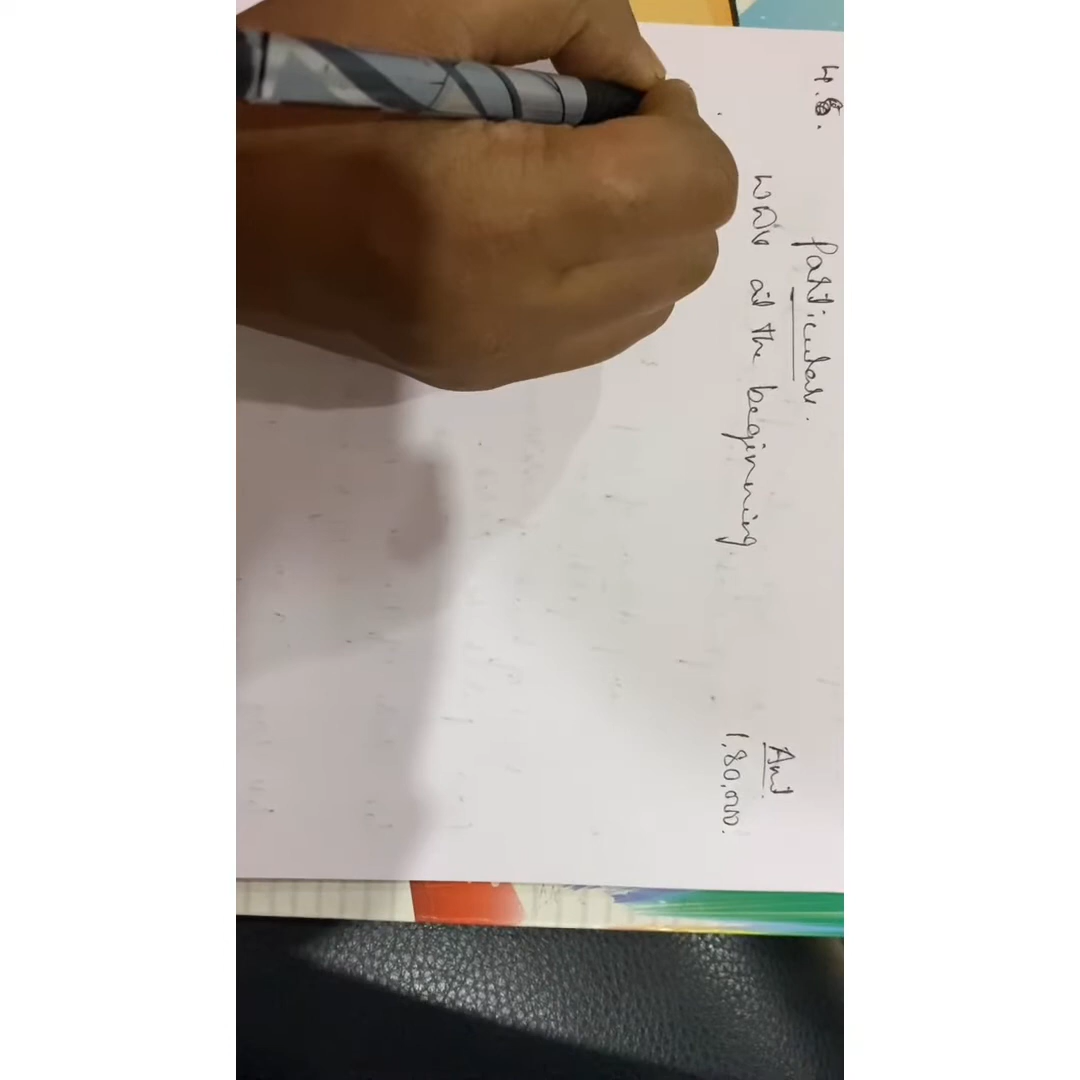 4.6.
Particulars.
Amt.
WDV at the beginning
1,80,000.